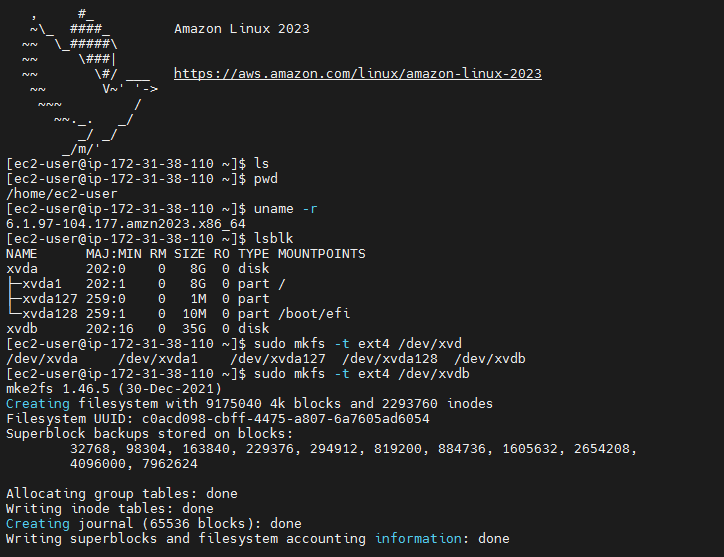 ,     #_
   ~\_  ####_        Amazon Linux 2023
  ~~  \_#####\
  ~~     \###|
  ~~       \#/ ___   https://aws.amazon.com/linux/amazon-linux-2023
   ~~       V~' '->
    ~~~         /
      ~~._.   _/
         _/ _/
       _/m/'
[ec2-user@ip-172-31-38-110 ~]$ ls
[ec2-user@ip-172-31-38-110 ~]$ pwd
/home/ec2-user
[ec2-user@ip-172-31-38-110 ~]$ uname -r
6.1.97-104.177.amzn2023.x86_64
[ec2-user@ip-172-31-38-110 ~]$ lsblk
NAME      MAJ:MIN RM SIZE RO TYPE MOUNTPOINTS
xvda      202:0    0   8G  0 disk
├─xvda1   202:1    0   8G  0 part /
├─xvda127 259:0    0   1M  0 part
└─xvda128 259:1    0  10M  0 part /boot/efi
xvdb      202:16   0  35G  0 disk
[ec2-user@ip-172-31-38-110 ~]$ sudo mkfs -t ext4 /dev/xvd
/dev/xvda     /dev/xvda1    /dev/xvda127  /dev/xvda128  /dev/xvdb
[ec2-user@ip-172-31-38-110 ~]$ sudo mkfs -t ext4 /dev/xvdb
mke2fs 1.46.5 (30-Dec-2021)
Creating filesystem with 9175040 4k blocks and 2293760 inodes
Filesystem UUID: c0acd098-cbff-4475-a807-6a7605ad6054
Superblock backups stored on blocks:
        32768, 98304, 163840, 229376, 294912, 819200, 884736, 1605632, 2654208,
        4096000, 7962624

Allocating group tables: done
Writing inode tables: done
Creating journal (65536 blocks): done
Writing superblocks and filesystem accounting information: done